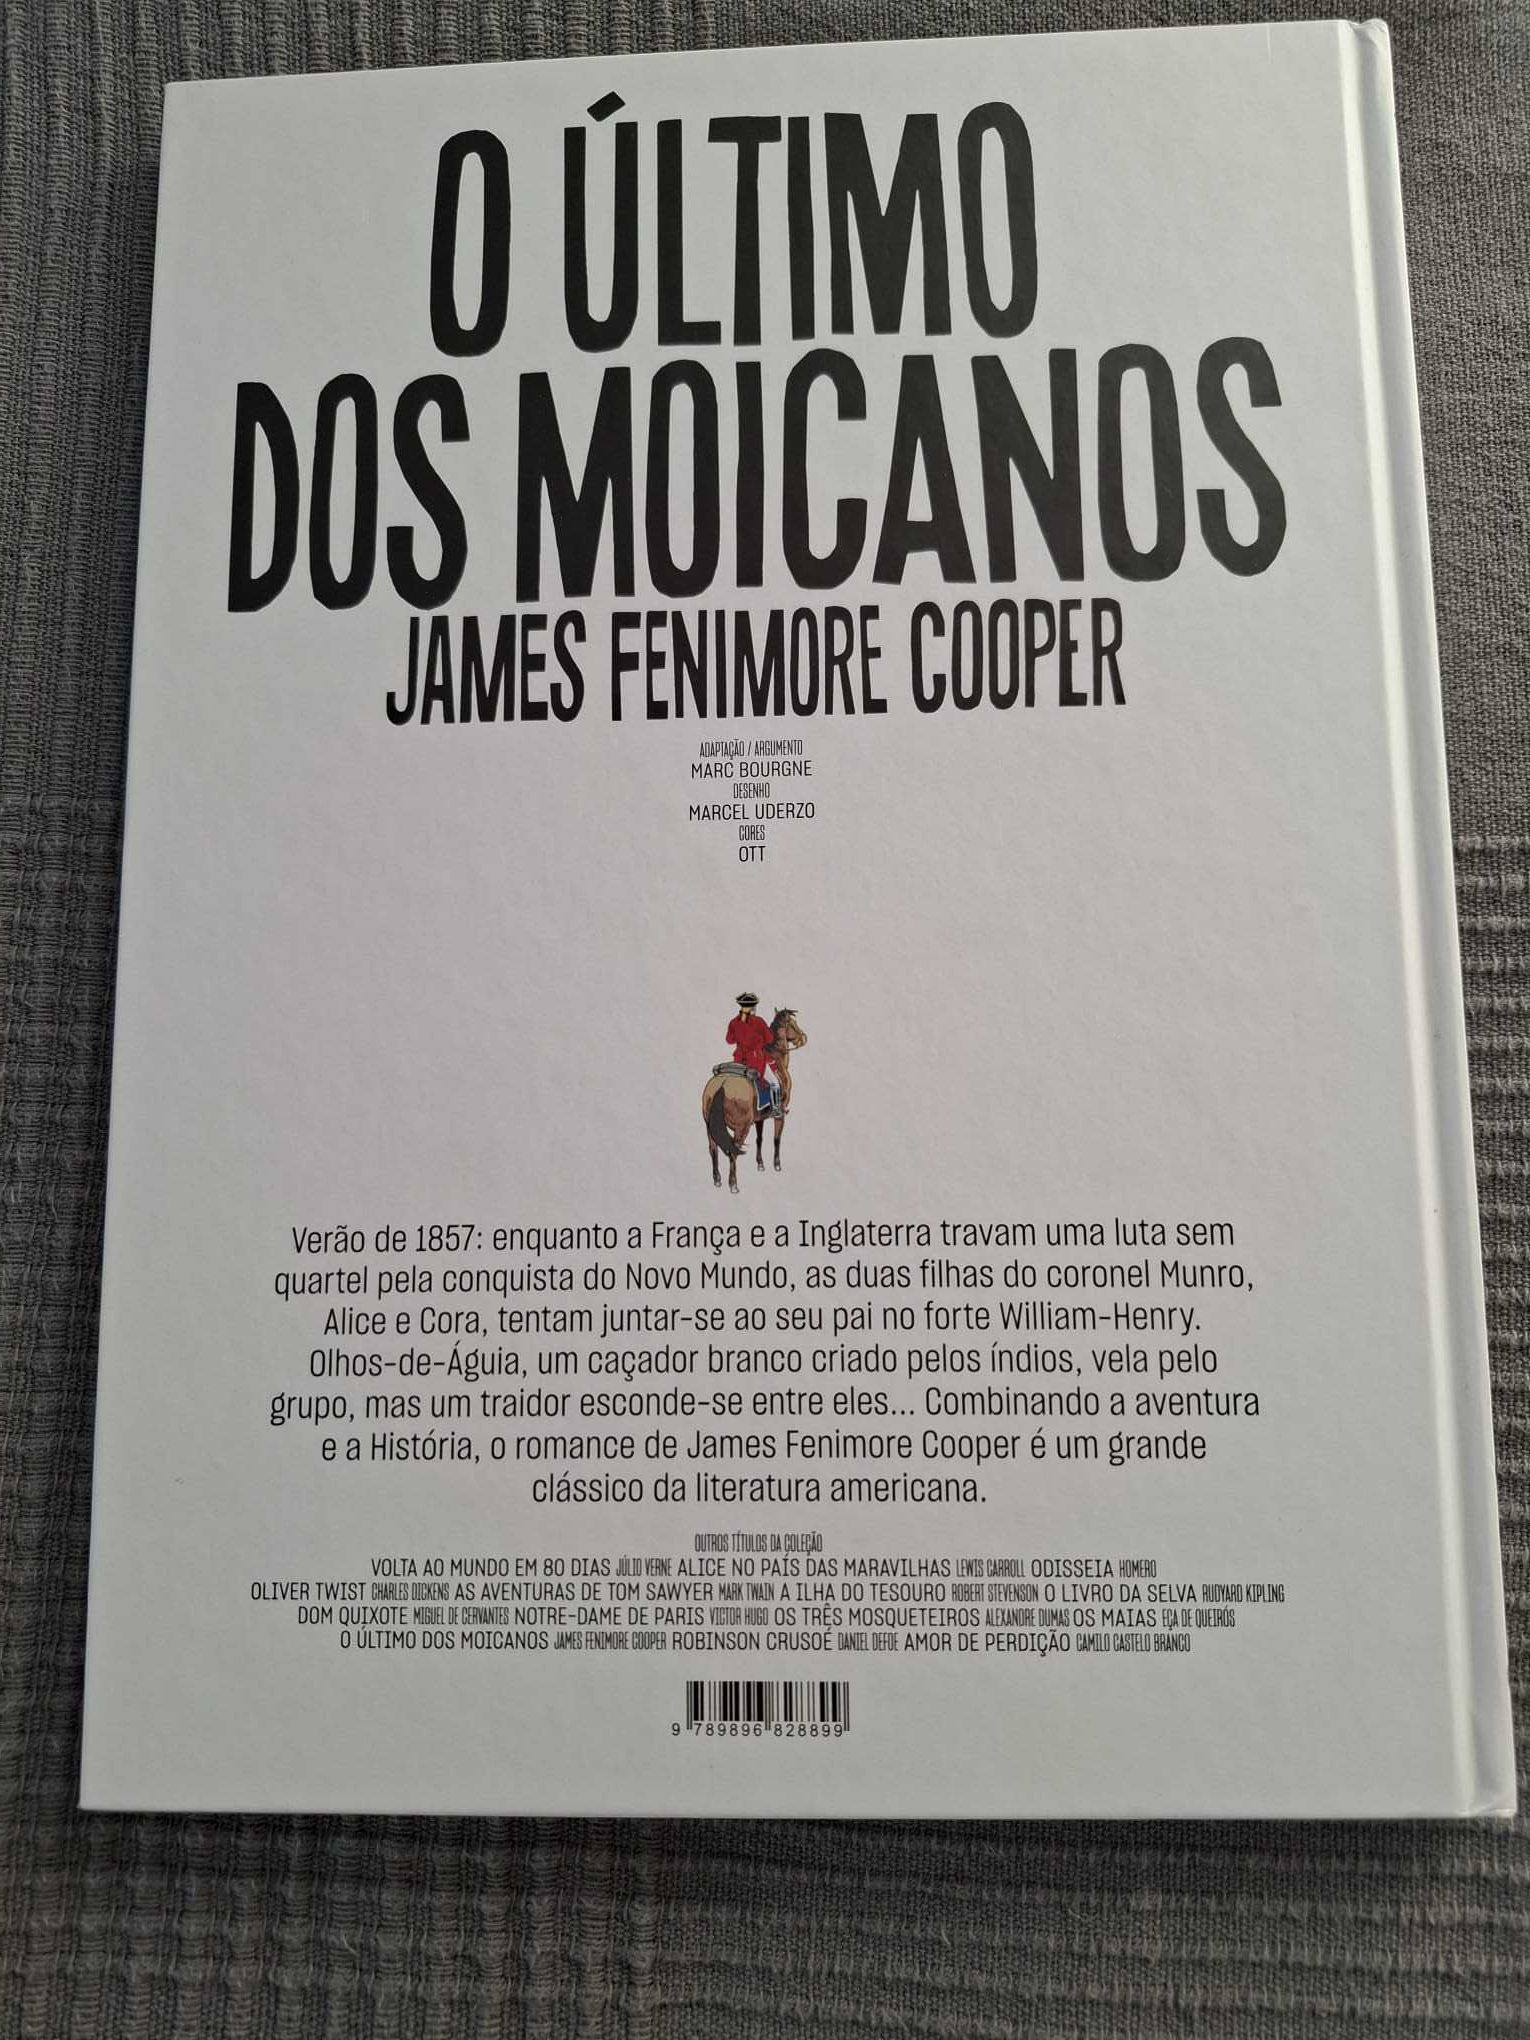 O ÚLTIMO
DOS MOICANOS
JAMES FENIMORE COOPER
ADAPTAÇÃO / ARGUMENTO
MARC BOURGNE
DESENHO
MARCEL UDERZO
CORES
OTT
Verão de 1857: enquanto a França e a Inglaterra travam uma luta sem
quartel pela conquista do Novo Mundo, as duas filhas do coronel Munro,
Alice e Cora, tentam juntar-se ao seu pai no forte William-Henry.
Olhos-de-Águia, um caçador branco criado pelos índios, vela pelo
grupo, mas um traidor esconde-se entre eles... Combinando a aventura
e a História, o romance de James Fenimore Cooper é um grande
clássico da literatura americana.
OUTROS TÍTULOS DA COLEÇÃO
VOLTA AO MUNDO EM 80 DIAS JÚLIO VERNE ALICE NO PAÍS DAS MARAVILHAS LEWIS CARROLL ODISSEIA HOMERO
OLIVER TWIST CHARLES DICKENS AS AVENTURAS DE TOM SAWYER MARK TWAIN A ILHA DO TESOURO ROBERT STEVENSON O LIVRO DA SELVA RUDYARD KIPLING
DOM QUIXOTE MIGUEL DE CERVANTES NOTRE-DAME DE PARIS VICTOR HUGO OS TRÊS MOSQUETEIROS ALEXANDRE DUMAS OS MAIAS EÇA DE QUEIRÓS
O ÚLTIMO DOS MOICANOS JAMES FENIMORE COOPER ROBINSON CRUSOÉ DANIEL DEFOE AMOR DE PERDIÇÃO CAMILO CASTELO BRANCO
9 789896 828899